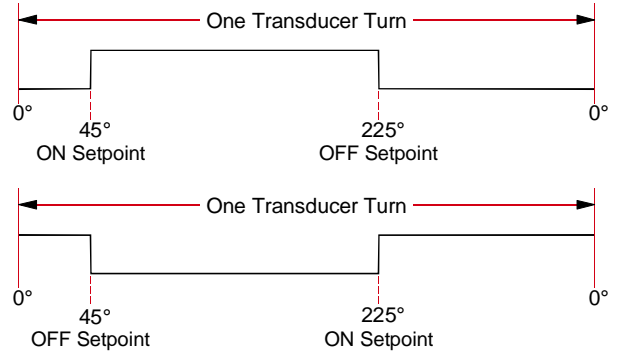 One Transducer Turn
0°
45°
ON Setpoint
225°
OFF Setpoint
0°
One Transducer Turn
0°
45°
OFF Setpoint
225°
ON Setpoint
0°